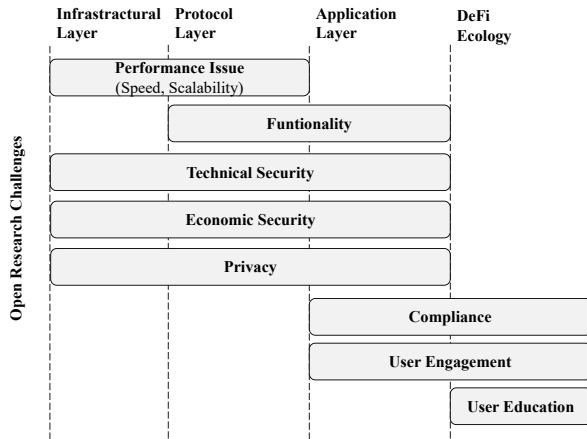 Infrastractural
Layer
Protocol
Layer
Application
Layer
DeFi
Ecology
Open Research Challenges
Performance Issue
(Speed, Scalability)
Funtionality
Technical Security
Economic Security
Privacy
Compliance
User Engagement
User Education